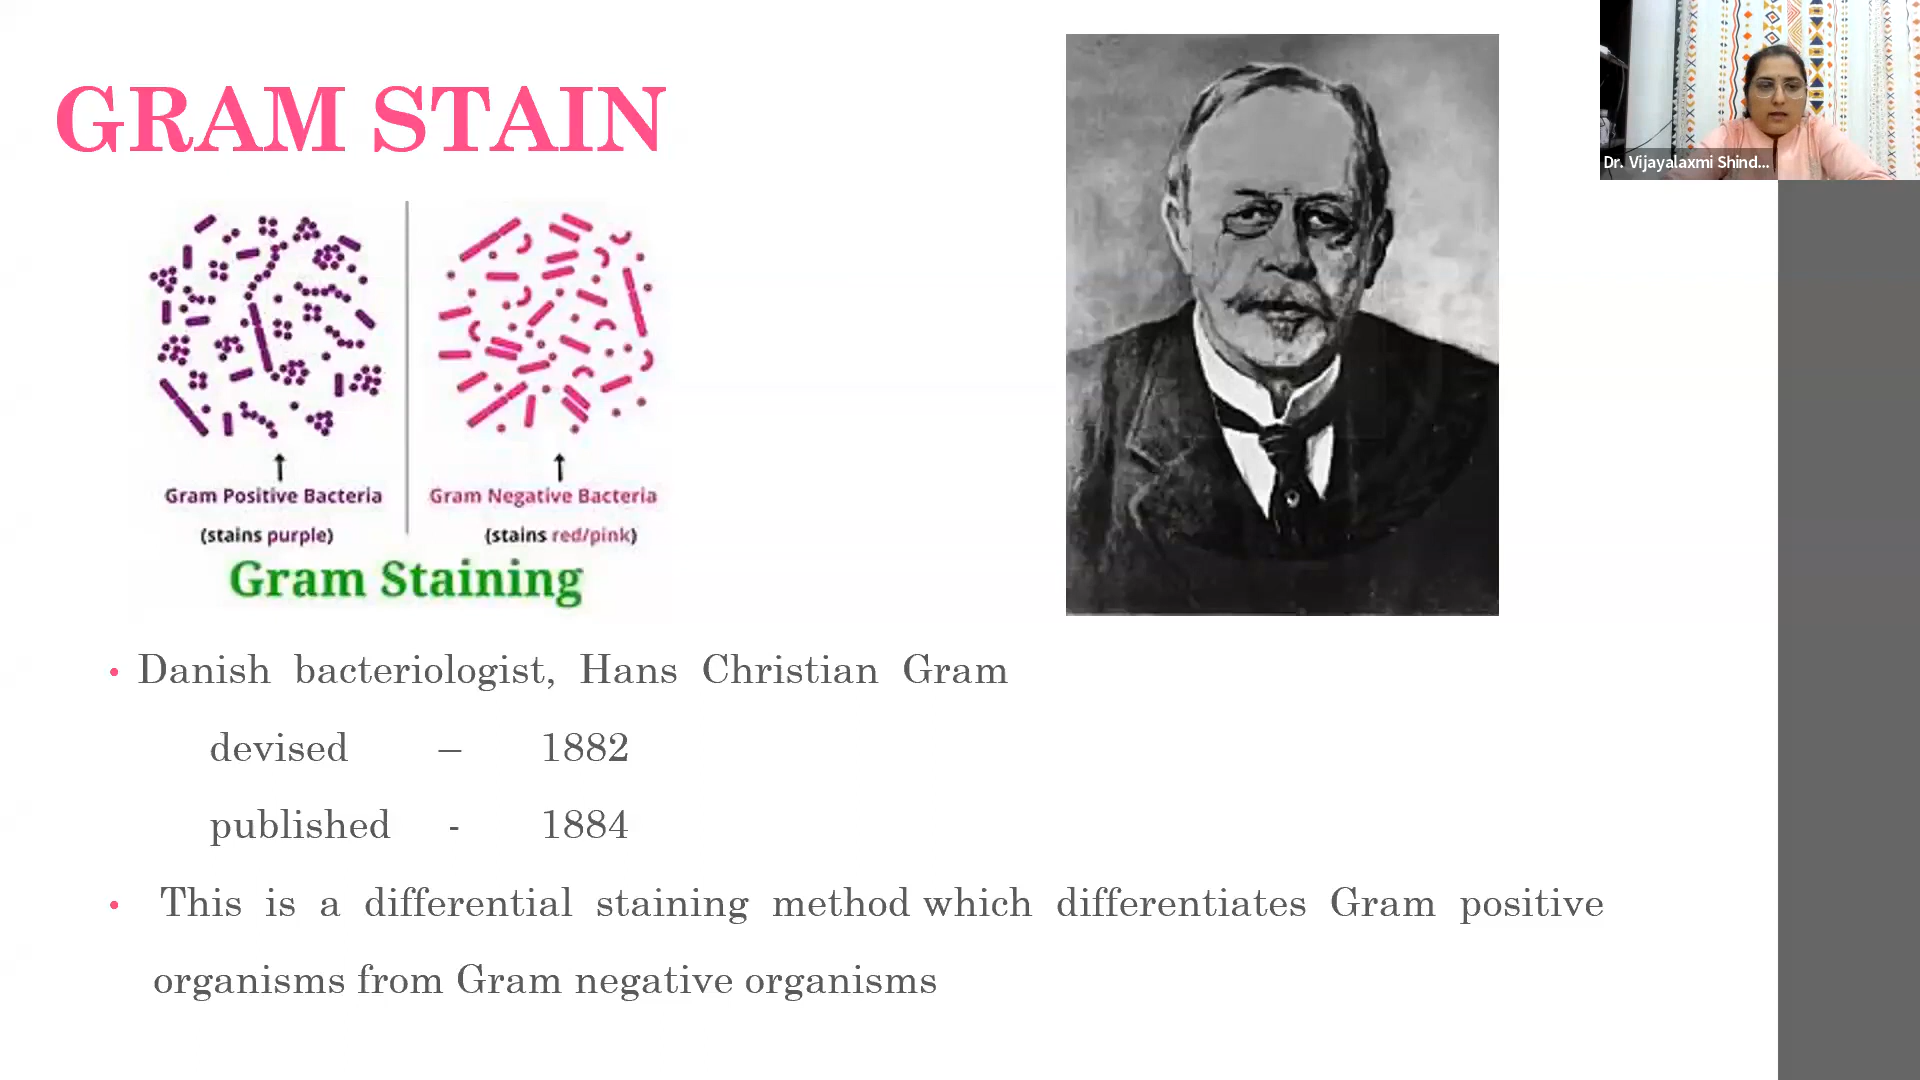 GRAM STAIN
Dr. Vijayalaxmi Shind...
Gram Positive Bacteria
(stains purple)
Gram Negative Bacteria
(stains red/pink)
Gram Staining
• Danish bacteriologist, Hans Christian Gram
devised – 1882
published - 1884
• This is a differential staining method which differentiates Gram positive
organisms from Gram negative organisms